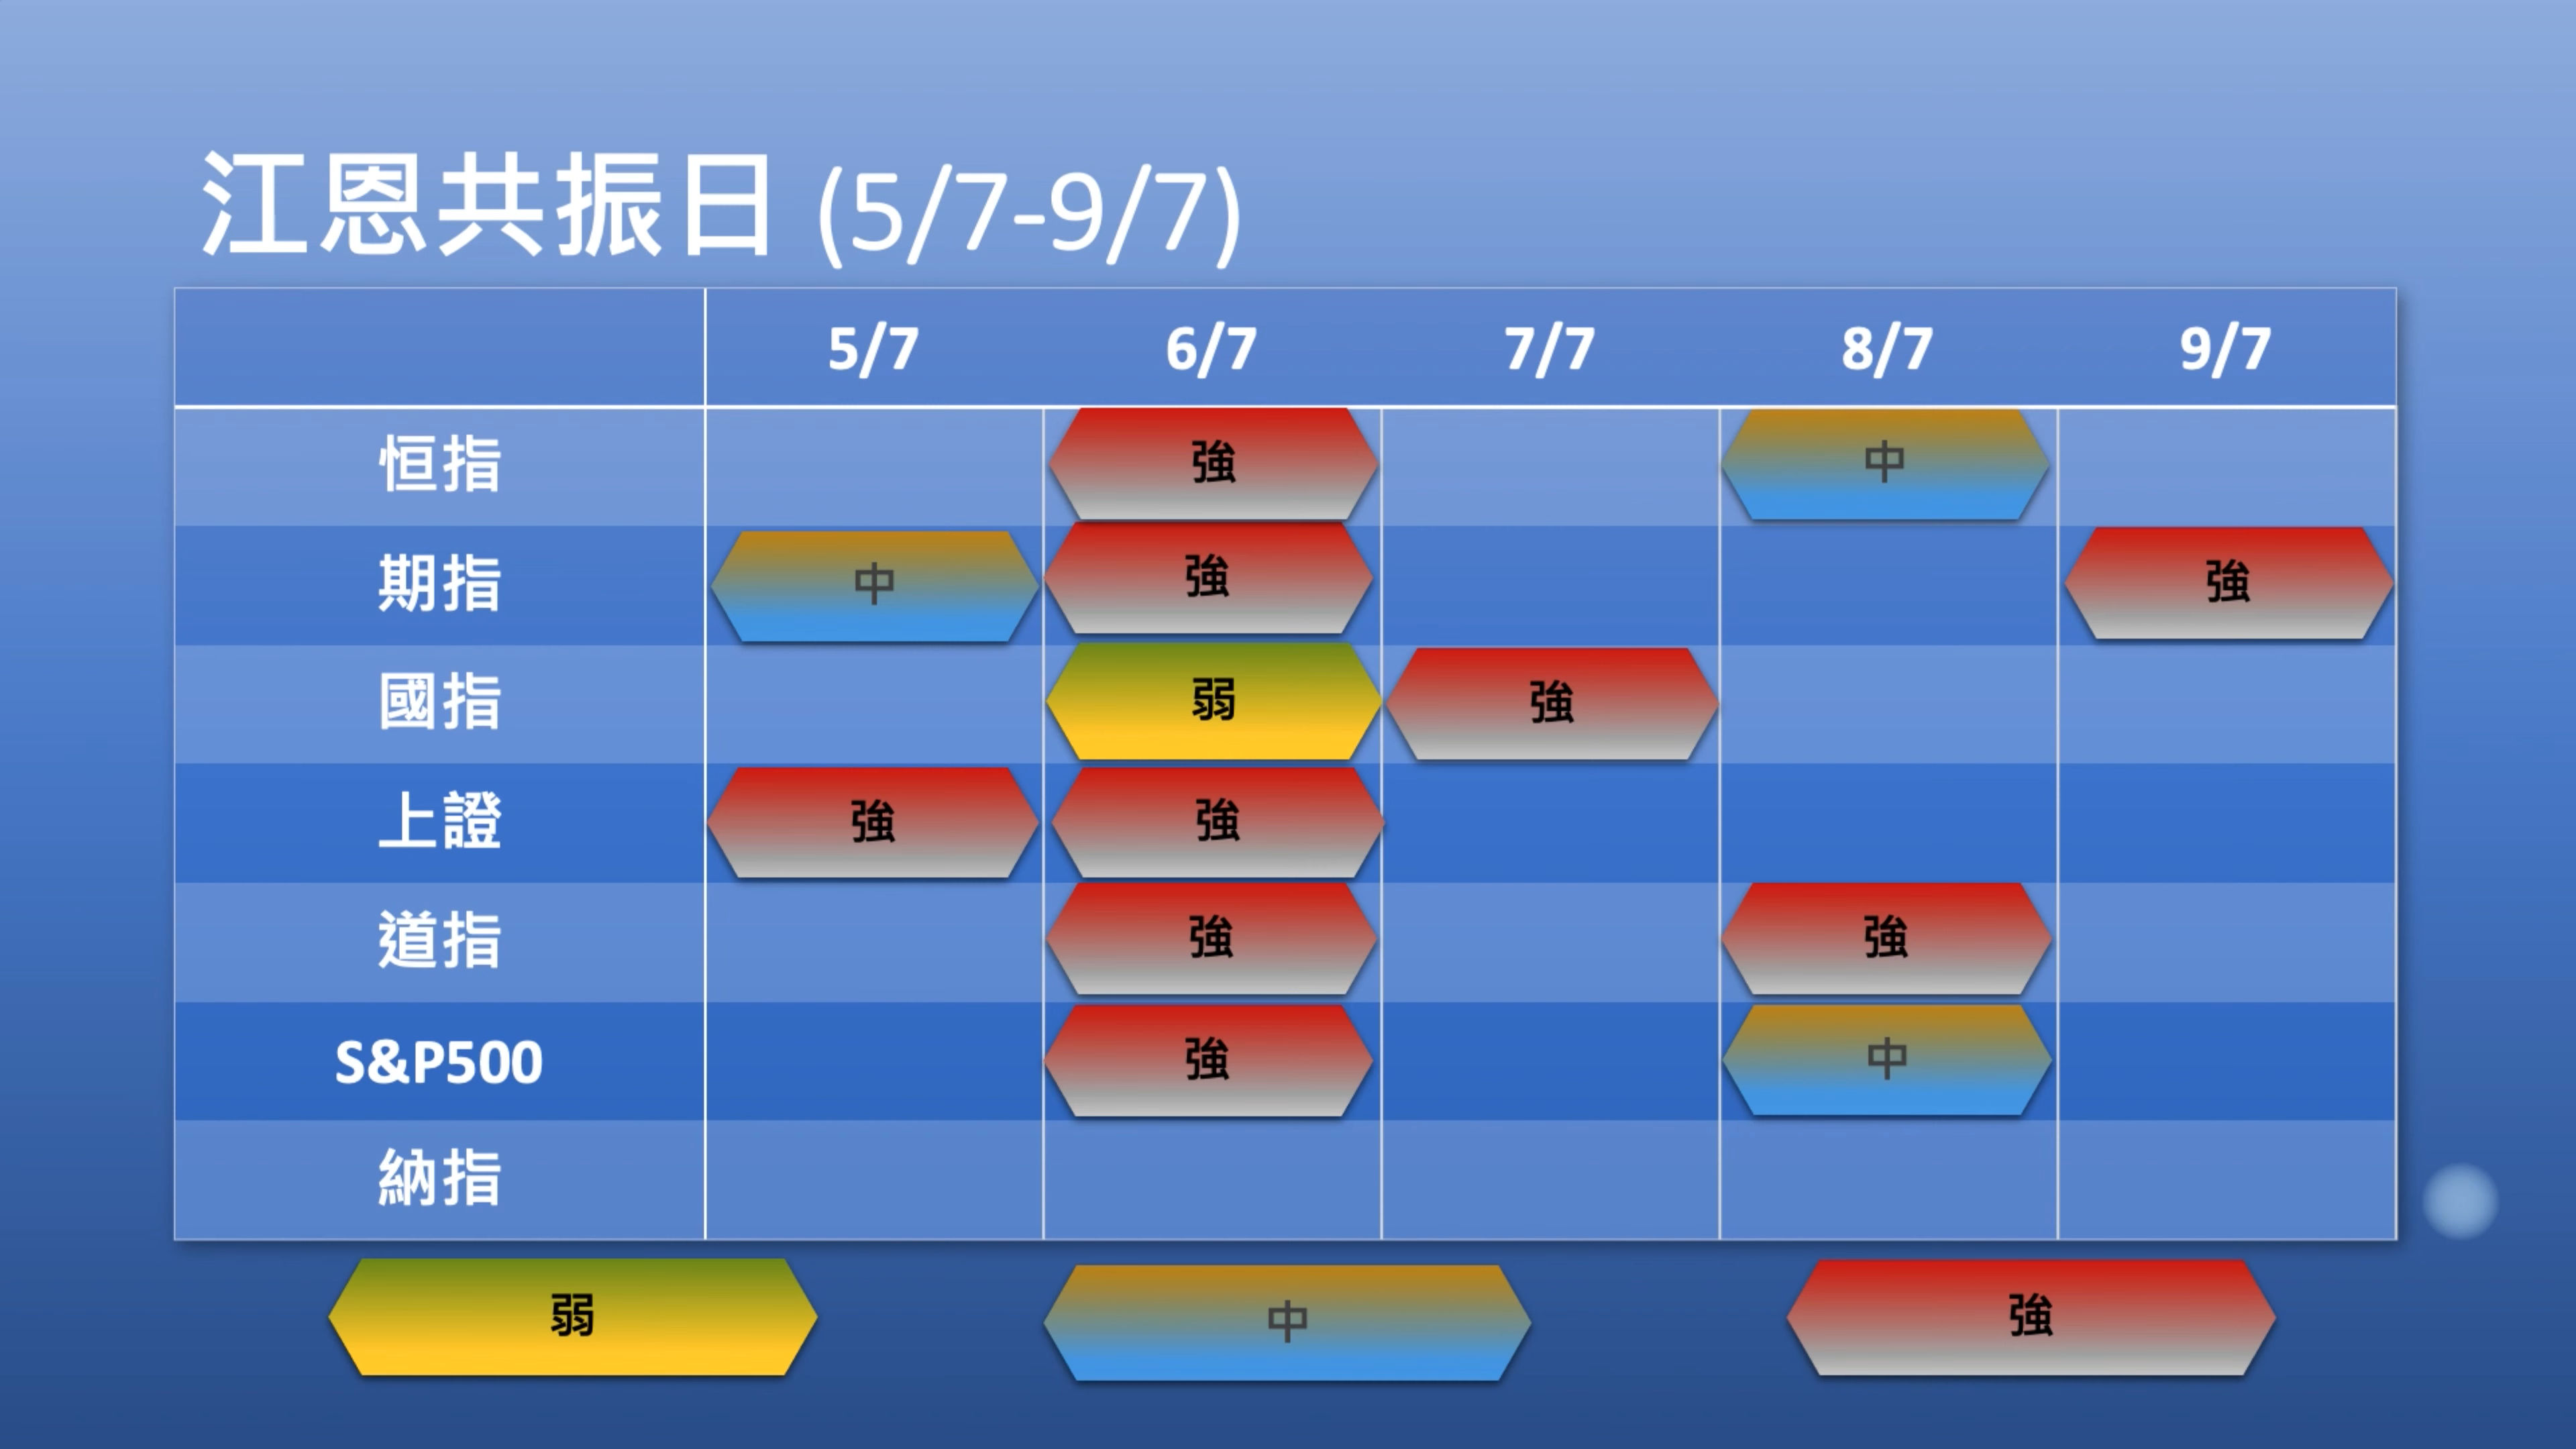 江恩共振日 (5/7-9/7)
5/7 6/7 7/7 8/7 9/7
恒指 強 中
期指 中 強 強
國指 弱 強
上證 強 強
道指 強 強
S&P500 強 中
納指
弱 中 強